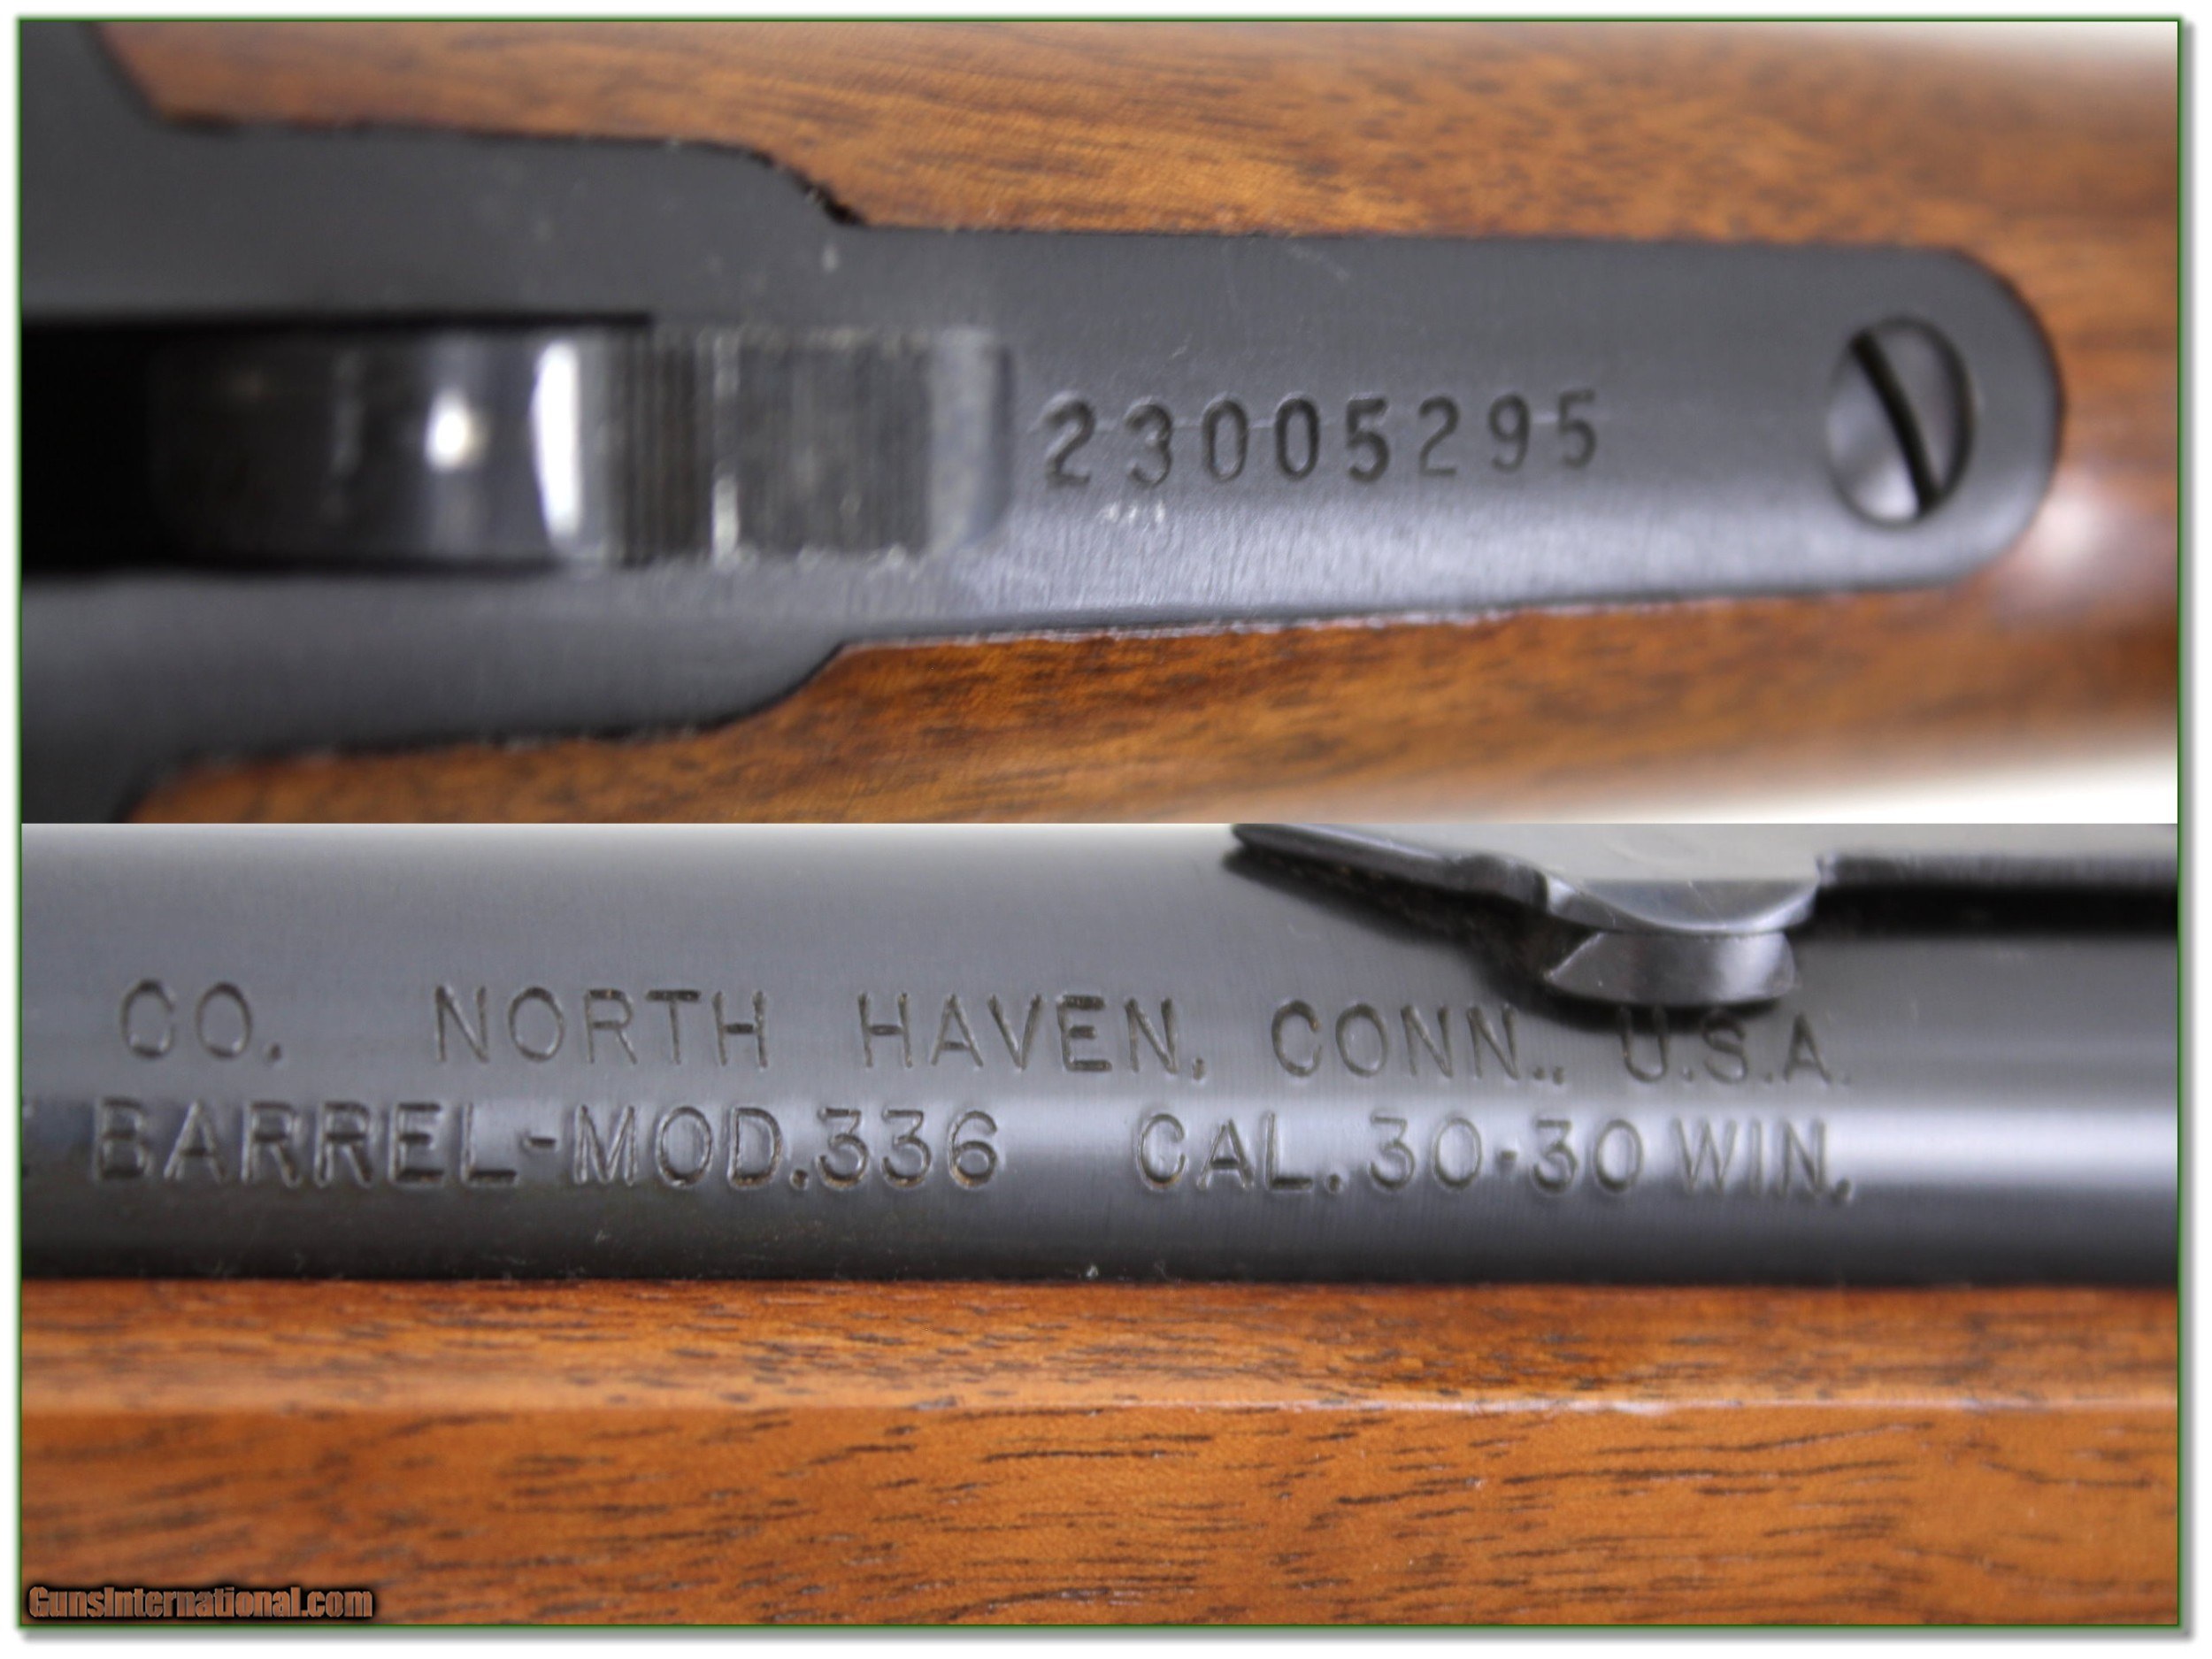 23005295
CO. NORTH HAVEN, CONN., U.S.A.
BARREL-MOD.336 CAL.30-30 WIN.
GunsInternational.com